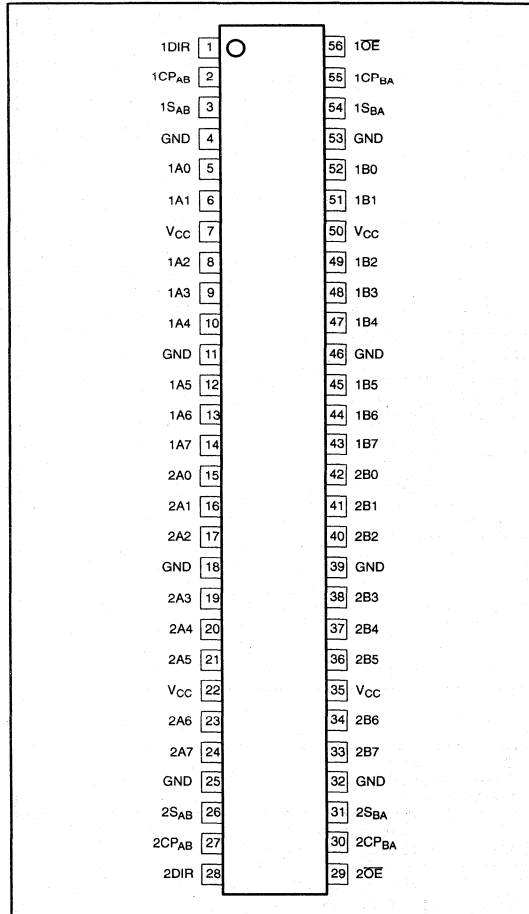 1DIR 1 56 1O̅E̅
1CPAB 2 55 1CPBA
1SAB 3 54 1SBA
GND 4 53 GND
1A0 5 52 1B0
1A1 6 51 1B1
VCC 7 50 VCC
1A2 8 49 1B2
1A3 9 48 1B3
1A4 10 47 1B4
GND 11 46 GND
1A5 12 45 1B5
1A6 13 44 1B6
1A7 14 43 1B7
2A0 15 42 2B0
2A1 16 41 2B1
2A2 17 40 2B2
GND 18 39 GND
2A3 19 38 2B3
2A4 20 37 2B4
2A5 21 36 2B5
VCC 22 35 VCC
2A6 23 34 2B6
2A7 24 33 2B7
GND 25 32 GND
2SAB 26 31 2SBA
2CPAB 27 30 2CPBA
2DIR 28 29 2O̅E̅